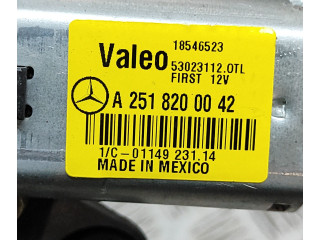 Valeo 18546523
53023112.OTL
FIRST 12V
A 251 820 00 42
1/C-01149 231.14
MADE IN MEXICO